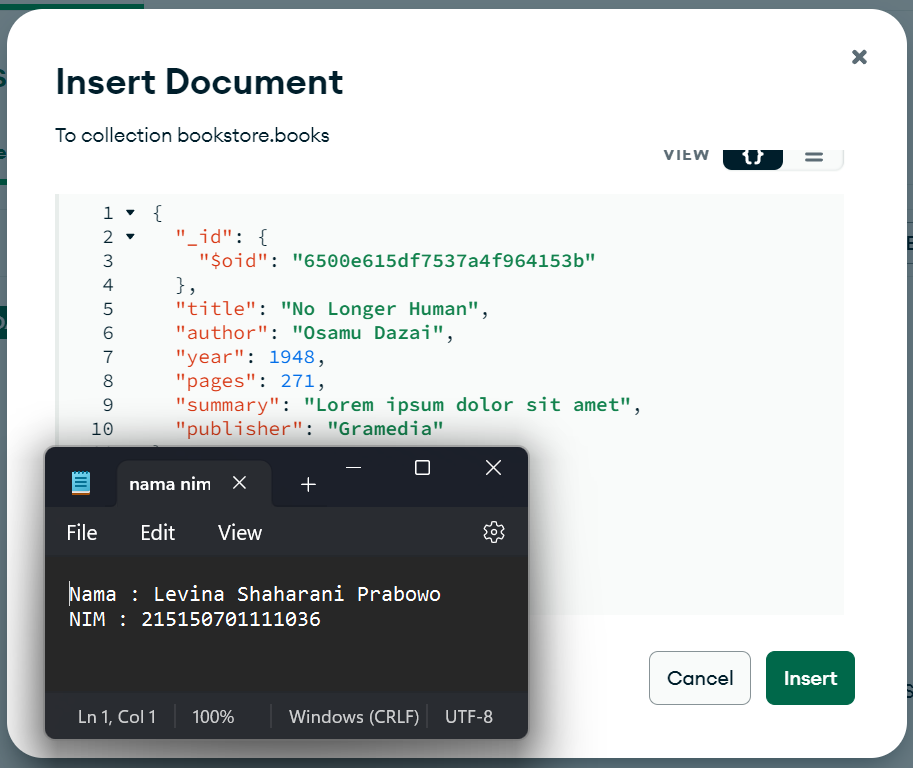 Insert Document
To collection bookstore.books
VIEW {} =
1 {
2 "_id": {
3 "$oid": "6500e615df7537a4f964153b"
4 },
5 "title": "No Longer Human",
6 "author": "Osamu Dazai",
7 "year": 1948,
8 "pages": 271,
9 "summary": "Lorem ipsum dolor sit amet",
10 "publisher": "Gramedia"
nama nim
File Edit View
Nama : Levina Shaharani Prabowo
NIM : 215150701111036
Ln 1, Col 1 100% Windows (CRLF) UTF-8
Cancel Insert